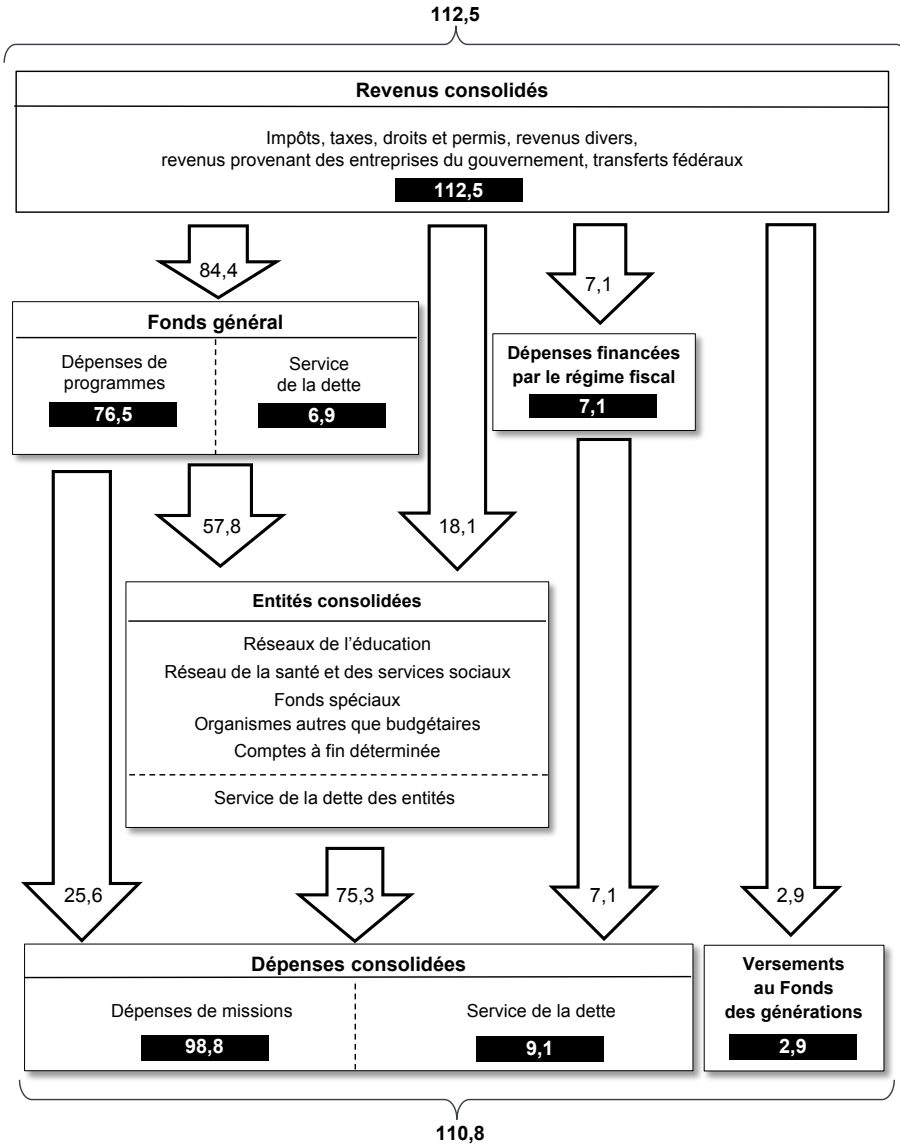 112,5
Revenus consolidés
Impôts, taxes, droits et permis, revenus divers,
revenus provenant des entreprises du gouvernement, transferts fédéraux
112,5
84,4
7,1
Fonds général
Dépenses de
programmes
76,5
Service
de la dette
6,9
Dépenses financées
par le régime fiscal
7,1
57,8
18,1
Entités consolidées
Réseaux de l'éducation
Réseau de la santé et des services sociaux
Fonds spéciaux
Organismes autres que budgétaires
Comptes à fin déterminée
Service de la dette des entités
25,6
75,3
7,1
2,9
Dépenses consolidées
Dépenses de missions
98,8
Service de la dette
9,1
Versements
au Fonds
des générations
2,9
110,8